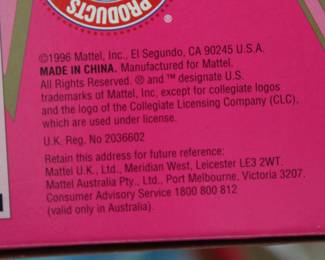 PRODUCTS
®
©1996 Mattel, Inc., El Segundo, CA 90245 U.S.A.
MADE IN CHINA. Manufactured for Mattel.
All Rights Reserved. ® and ™ designate U.S.
trademarks of Mattel, Inc, except for collegiate logos
and the logo of the Collegiate Licensing Company (CLC),
which are used under license.
U.K. Reg. No 2036602
Retain this address for future reference:
Mattel U.K., Ltd., Meridian West, Leicester LE3 2WT.
Mattel Australia Pty., Ltd., Port Melbourne, Victoria 3207.
Consumer Advisory Service 1800 800 812
(valid only in Australia)